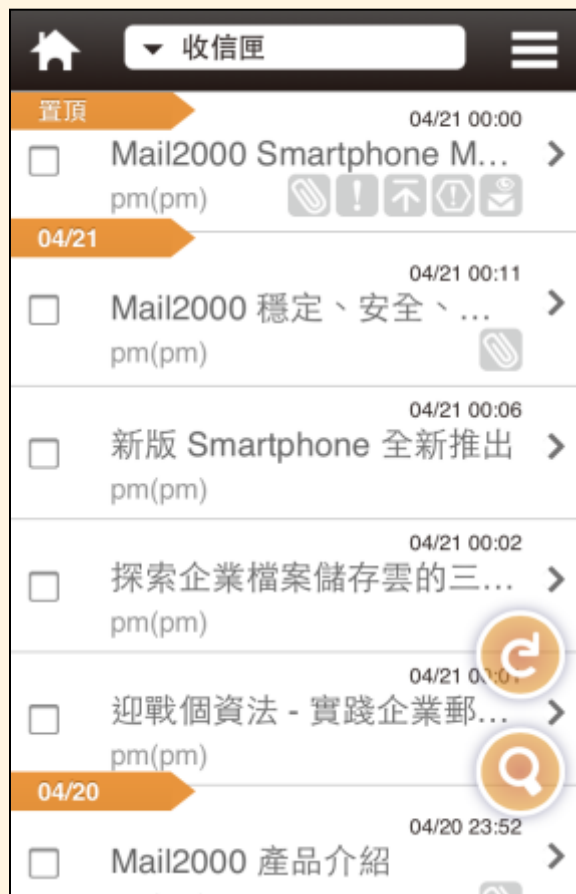 收信匣
置頂
04/21 00:00
Mail2000 Smartphone M...
pm(pm)
04/21
04/21 00:11
Mail2000 穩定、安全、...
pm(pm)
04/21 00:06
新版 Smartphone 全新推出
pm(pm)
04/21 00:02
探索企業檔案儲存雲的三...
pm(pm)
04/21 00:01
迎戰個資法 - 實踐企業郵...
pm(pm)
04/20
04/20 23:52
Mail2000 產品介紹